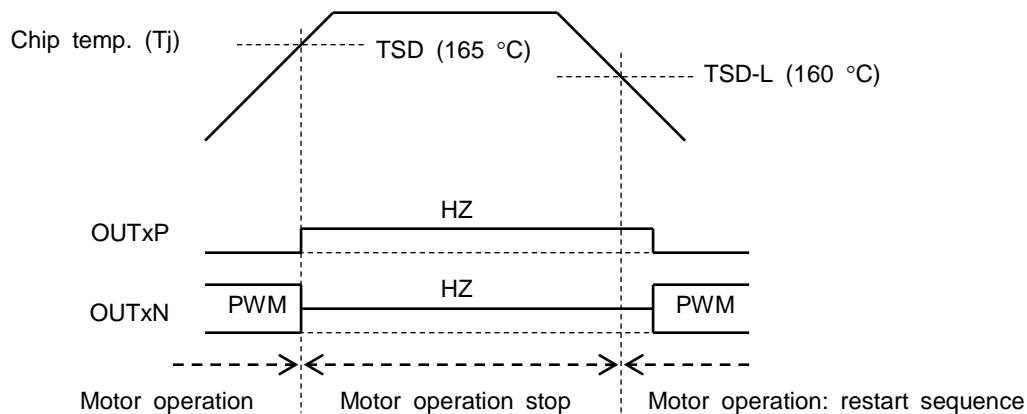 Chip temp. (Tj)
TSD (165 °C)
TSD-L (160 °C)
HZ
OUTxP
HZ
OUTxN
PWM
PWM
Motor operation
Motor operation stop
Motor operation: restart sequence